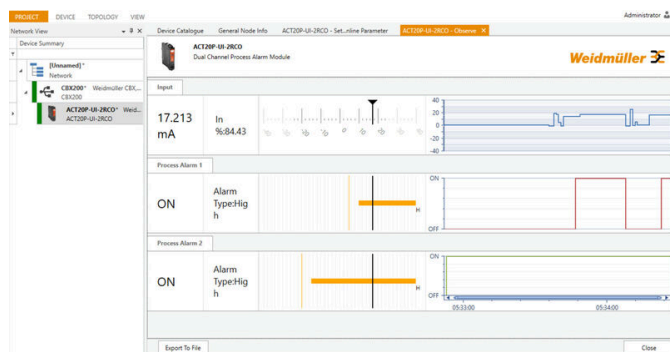 PROJECT DEVICE TOPOLOGY VIEW
Administrator
Network View
Device Catalogue General Node Info ACT20P-UI-2RCO - Set...nline Parameter ACT20P-UI-2RCO - Observe X
Device Summary
ACT20P-UI-2RCO
Dual Channel Process Alarm Module
Weidmüller
[Unnamed]*
Network
CBX200* Weidmüller CBX...
CBX200
ACT20P-UI-2RCO* Weid...
ACT20P-UI-2RCO
Input
17.213
mA
In
%:84.43
40
20
0
-20
-40
Process Alarm 1
ON
Alarm
Type:Hig
h
H
ON
OFF
Process Alarm 2
ON
Alarm
Type:Hig
h
H
ON
OFF
05:33:00 05:34:00
Export To File
Close